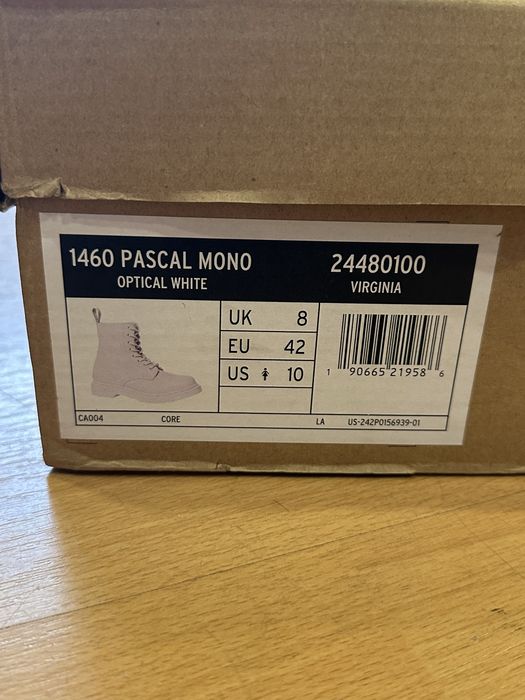 1460 PASCAL MONO
OPTICAL WHITE
24480100
VIRGINIA
UK 8
EU 42
US 10
1 90665 21958 6
CA004 CORE LA US-242P0156939-01